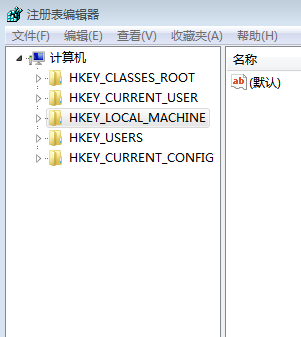 注册表编辑器
文件(F) 编辑(E) 查看(V) 收藏夹(A) 帮助(H)
计算机
HKEY_CLASSES_ROOT
HKEY_CURRENT_USER
HKEY_LOCAL_MACHINE
HKEY_USERS
HKEY_CURRENT_CONFIG
名称
ab (默认)